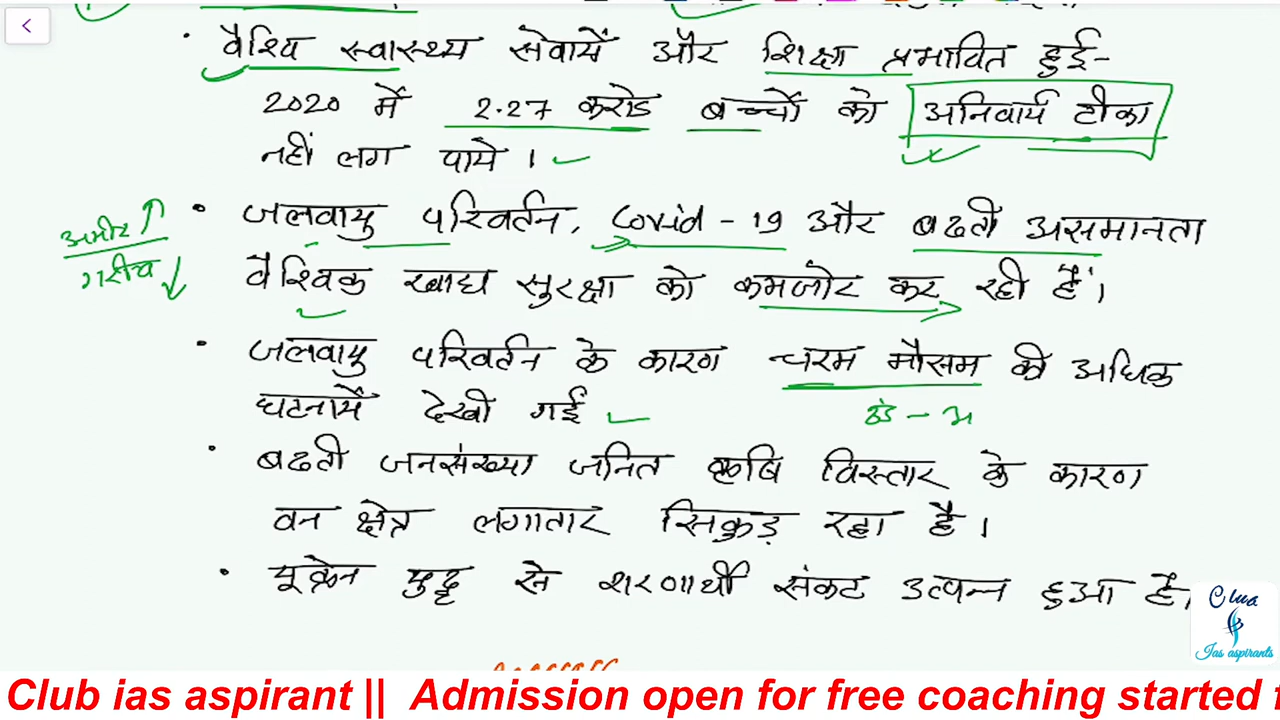 वैश्वि स्वास्थ्य सेवायें और शिक्षा प्रभावित हुई-
2020 में 2.27 करोड बच्चों को अनिवार्य टीका
नहीं लग पाये ।
जलवायु परिवर्तन, Covid-19 और बढती असमानता
अमीर ↑
गरीब ↓
वैश्विक खाद्य सुरक्षा को कमजोर कर रही हैं।
जलवायु परिवर्तन के कारण चरम मौसम की अधिक
घटनायें देखी गईं
बढती जनसंख्या जनित कृषि विस्तार के कारण
वन क्षेत्र लगातार सिकुड़ रहा है ।
यूक्रेन युद्ध से शरणार्थी संकट उत्पन्न हुआ है।
Club
Ias aspirants
Club ias aspirant || Admission open for free coaching started